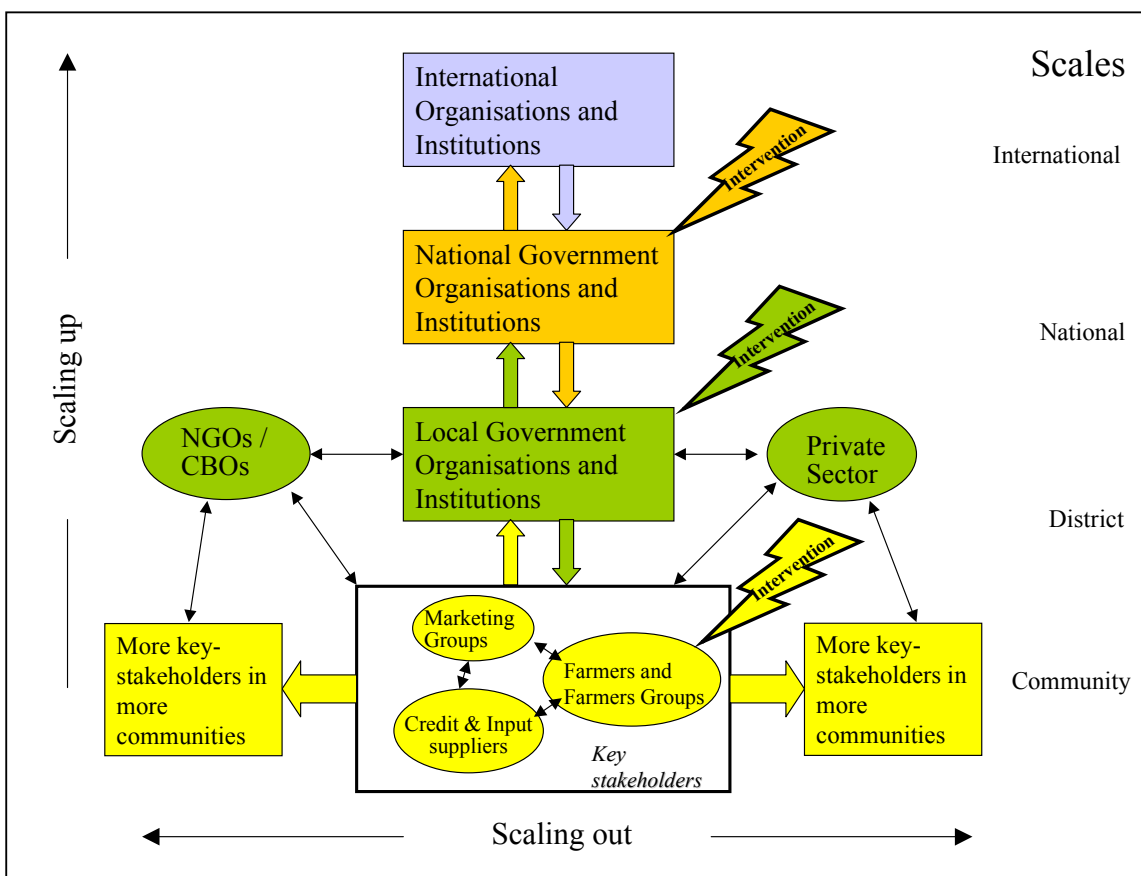 Scales
International
Organisations and
Institutions
Intervention
International
National Government
Organisations and
Institutions
Intervention
National
Scaling up
NGOs /
CBOs
Local Government
Organisations and
Institutions
Private
Sector
District
Intervention
More key-
stakeholders in
more
communities
Marketing
Groups
Farmers and
Farmers Groups
Credit & Input
suppliers
Key
stakeholders
More key-
stakeholders in
more
communities
Community
Scaling out